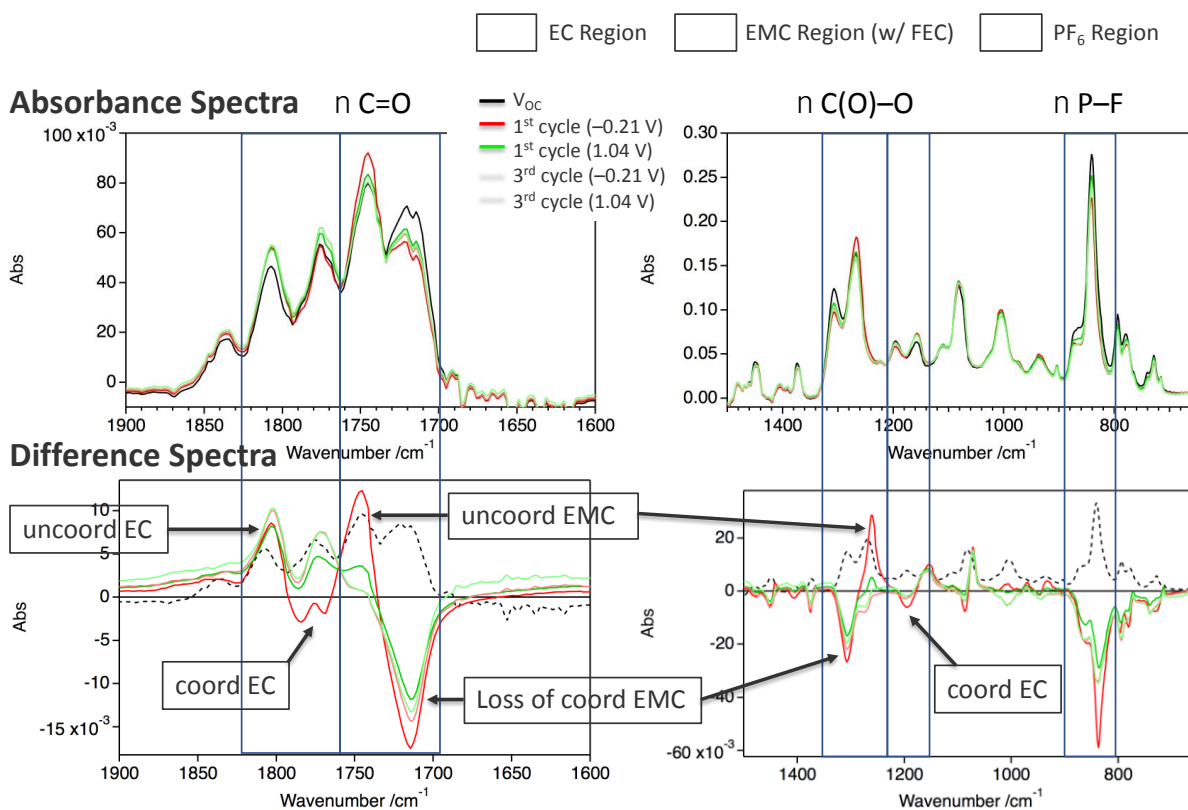 EC Region
EMC Region (w/ FEC)
PF6 Region
Absorbance Spectra
n C=O
n C(O)–O
n P–F
VOC
1st cycle (–0.21 V)
1st cycle (1.04 V)
3rd cycle (–0.21 V)
3rd cycle (1.04 V)
100 x10-3
80
60
40
20
0
Abs
1900
1850
1800
1750
1700
1650
1600
Wavenumber /cm-1
0.30
0.25
0.20
0.15
0.10
0.05
0.00
Abs
1400
1200
1000
800
Wavenumber /cm-1
Difference Spectra
10
5
0
-5
-10
-15 x10-3
Abs
uncoord EC
uncoord EMC
coord EC
Loss of coord EMC
coord EC
1900
1850
1800
1750
1700
1650
1600
Wavenumber /cm-1
20
0
-20
-40
-60 x10-3
Abs
1400
1200
1000
800
Wavenumber /cm-1